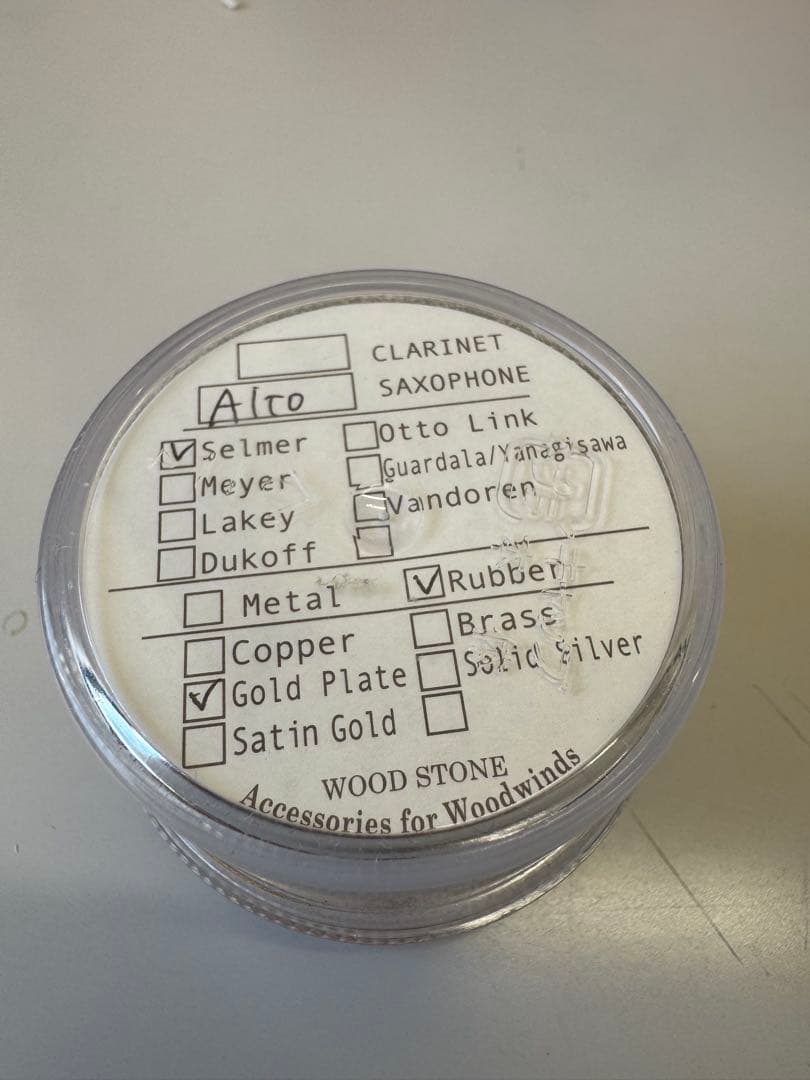 CLARINET
Alto SAXOPHONE
Selmer Otto Link
Meyer Guardala/Yanagisawa
Lakey Vandoren
Dukoff
Metal Rubber
Copper Brass
Gold Plate Solid Silver
Satin Gold
WOOD STONE
Accessories for Woodwinds